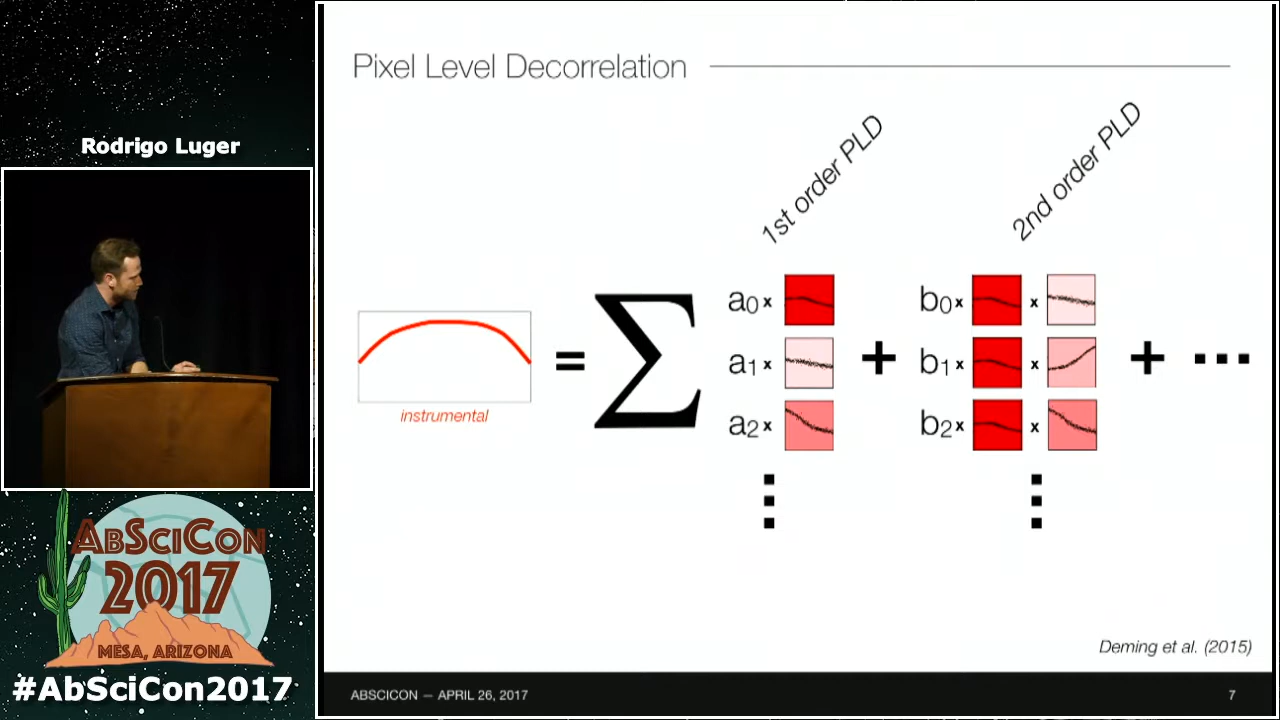 Rodrigo Luger
ABSCICON
2017
MESA, ARIZONA
#AbSciCon2017
Pixel Level Decorrelation
1st order PLD
2nd order PLD
instrumental
= Σ
a0 x
+
b0 x x
+ ...
a1 x
b1 x x
a2 x
b2 x x
Deming et al. (2015)
ABSCICON — APRIL 26, 2017
7